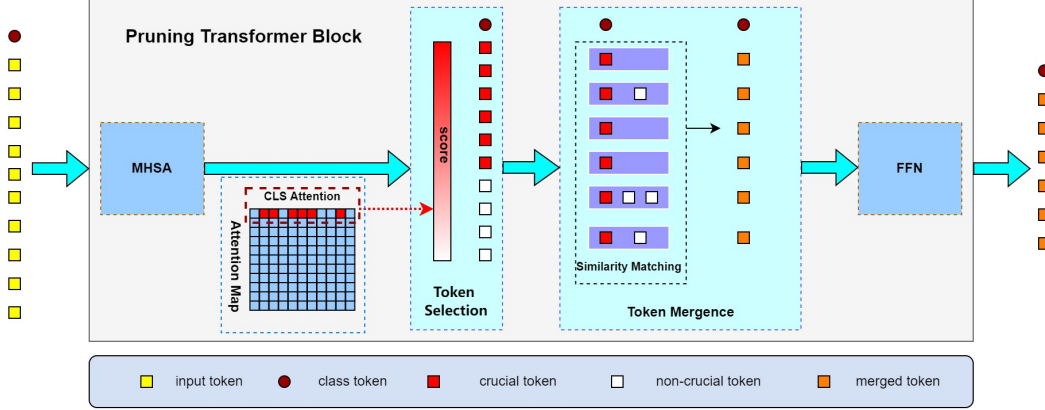 Pruning Transformer Block
MHSA
CLS Attention
Attention Map
score
Token
Selection
Similarity Matching
Token Mergence
FFN
input token
class token
crucial token
non-crucial token
merged token